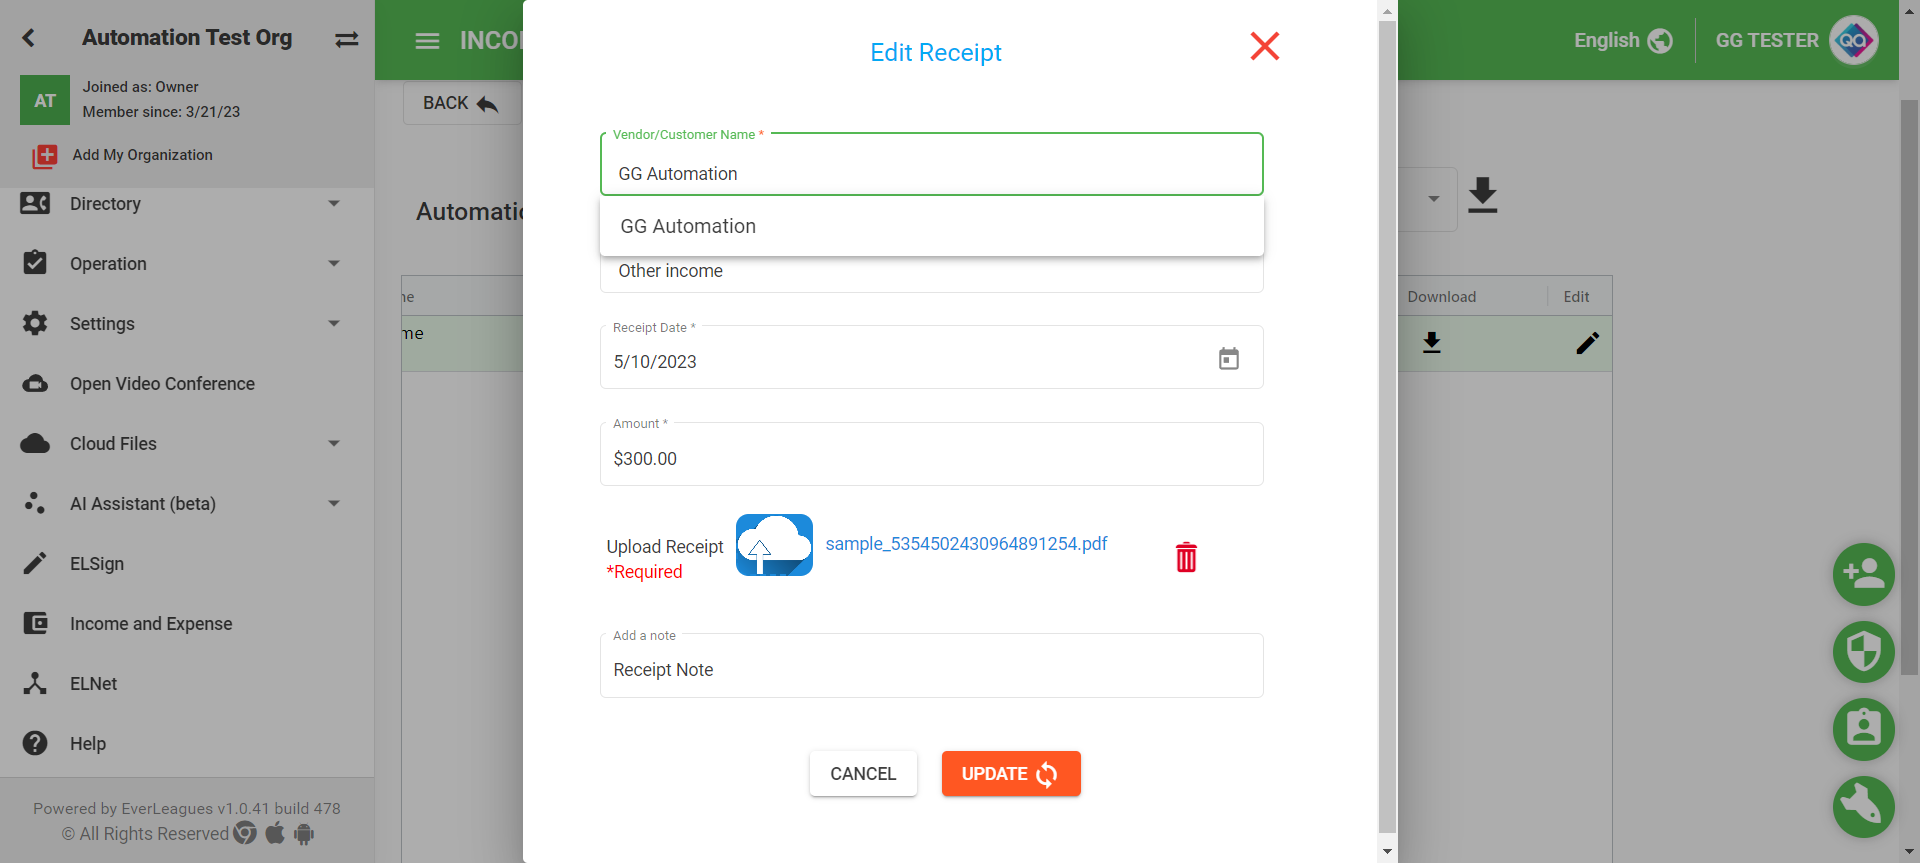 Automation Test Org
AT
Joined as: Owner
Member since: 3/21/23
Add My Organization
Directory
Operation
Settings
Open Video Conference
Cloud Files
AI Assistant (beta)
ELSign
Income and Expense
ELNet
Help
Powered by EverLeagues v1.0.41 build 478
© All Rights Reserved
INCO
English
GG TESTER
QA
BACK
Automatio
ne
me
Download
Edit
Edit Receipt
Vendor/Customer Name *
GG Automation
GG Automation
Other income
Receipt Date *
5/10/2023
Amount *
$300.00
Upload Receipt
*Required
sample_5354502430964891254.pdf
Add a note
Receipt Note
CANCEL
UPDATE